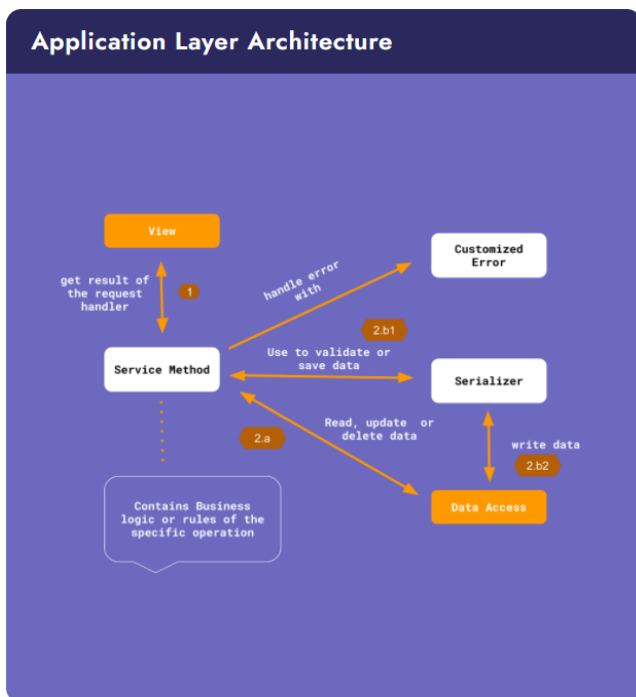 Application Layer Architecture
View
get result of
the request
handler
1
handle error
with
Customized
Error
2.b1
Use to validate or
save data
Service Method
Serializer
2.a
Read, update or
delete data
write data
2.b2
Contains Business
logic or rules of the
specific operation
Data Access